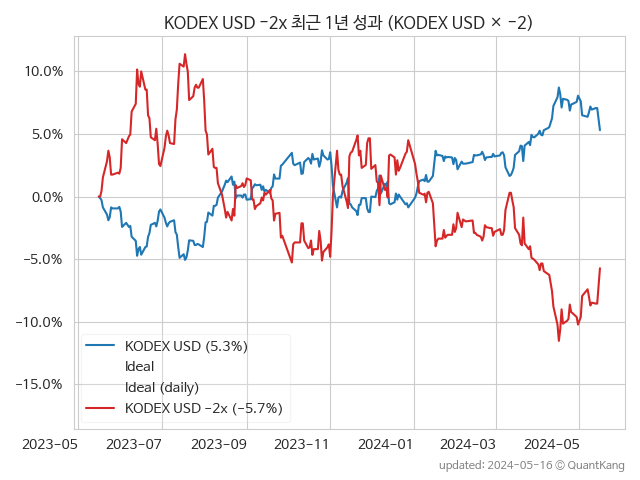 KODEX USD −2x 최근 1년 성과 (KODEX USD × −2)
10.0%
5.0%
0.0%
−5.0%
−10.0%
−15.0%
KODEX USD (5.3%)
Ideal
Ideal (daily)
KODEX USD −2x (−5.7%)
2023-05 2023-07 2023-09 2023-11 2024-01 2024-03 2024-05
updated: 2024-05-16 © QuantKang